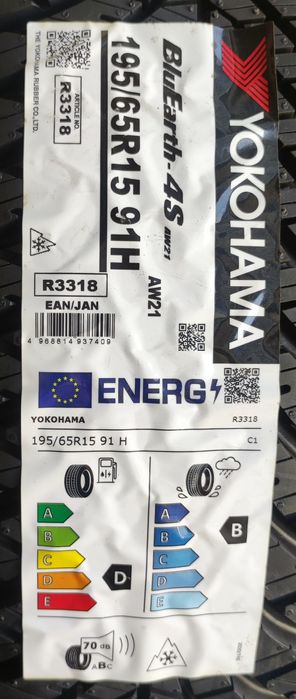 YOKOHAMA
BluEarth-4S AW21
195/65R15 91H
AW21
ARTICLE NO.
R3318
THE YOKOHAMA RUBBER CO., LTD.
R3318
EAN/JAN
4 968814 937409
ENERG
YOKOHAMA
R3318
195/65R15 91 H
C1
A
B
C
D
E
D
A
B
C
D
E
B
70 dB
ABC